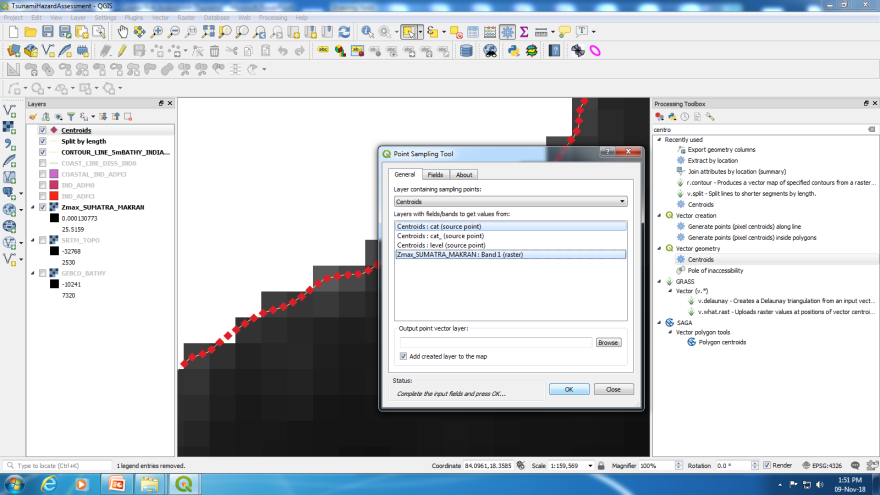 TsunamiHazardAssessment - QGIS
Project Edit View Layer Settings Plugins Vector Raster Database Web Processing Help
Layers
Centroids
Split by length
CONTOUR_LINE_5mBATHY_INDIA...
COAST_LINE_DISS_IND0
COASTAL_IND_ADM3
IND_ADM0
IND_ADM3
Zmax_SUMATRA_MAKRAN
0.000130773
25.5159
SRTM_TOPO
-32768
2530
GEBCO_BATHY
-10241
7320
Point Sampling Tool
General Fields About
Layer containing sampling points:
Centroids
Layers with fields/bands to get values from:
Centroids : cat (source point)
Centroids : cat_ (source point)
Centroids : level (source point)
Zmax_SUMATRA_MAKRAN : Band 1 (raster)
Output point vector layer:
Browse
Add created layer to the map
Status:
Complete the input fields and press OK...
OK Close
Processing Toolbox
centro
Recently used
Export geometry columns
Extract by location
Join attributes by location (summary)
r.contour - Produces a vector map of specified contours from a raster...
v.split - Split lines to shorter segments by length.
Centroids
Vector creation
Generate points (pixel centroids) along line
Generate points (pixel centroids) inside polygons
Vector geometry
Centroids
Pole of inaccessibility
GRASS
Vector (v.*)
v.delaunay - Creates a Delaunay triangulation from an input vect...
v.what.rast - Uploads raster values at positions of vector centroi...
SAGA
Vector polygon tools
Polygon centroids
Type to locate (Ctrl+K) 1 legend entries removed. Coordinate 84.0961,18.3585 Scale 1:159,569 Magnifier 100% Rotation 0.0 ° Render EPSG:4326
1:51 PM
09-Nov-18